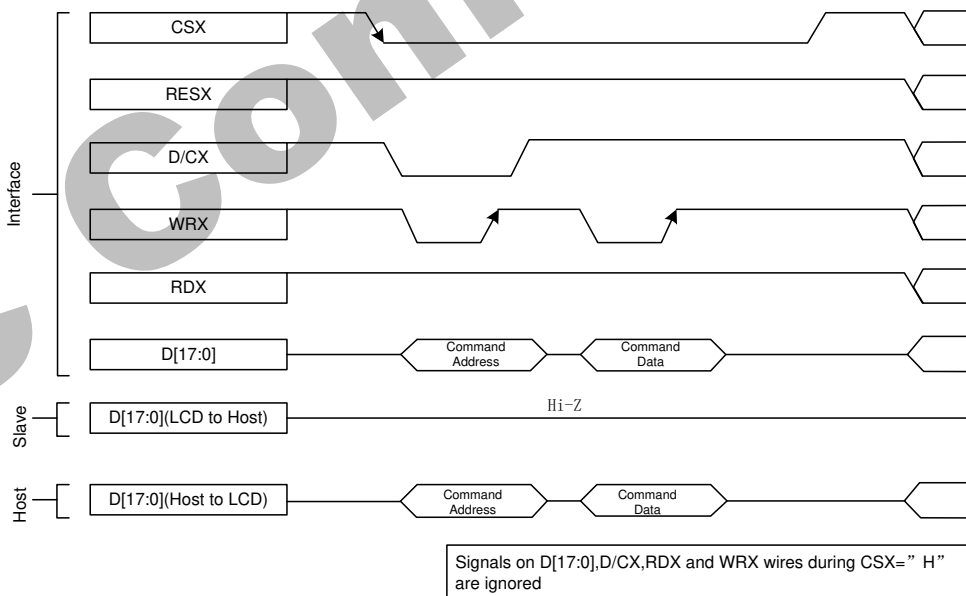 CSX
RESX
D/CX
WRX
RDX
D[17:0]
Command
Address
Command
Data
Interface
D[17:0](LCD to Host)
Hi-Z
Slave
D[17:0](Host to LCD)
Command
Address
Command
Data
Host
Signals on D[17:0],D/CX,RDX and WRX wires during CSX=" H"
are ignored